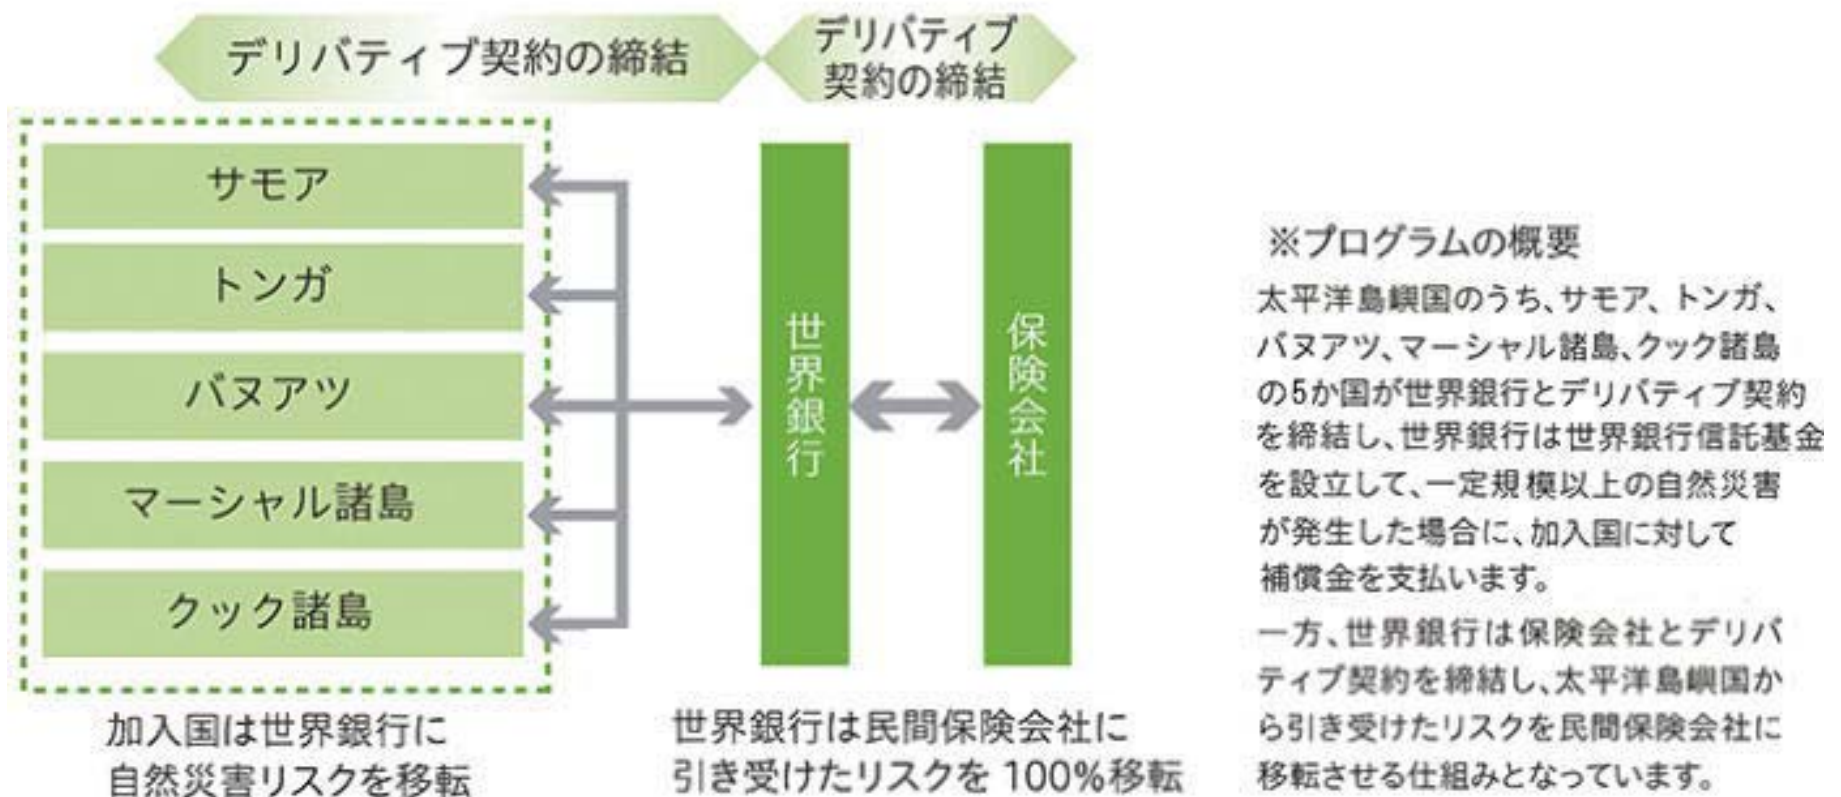 デリバティブ契約の締結
デリバティブ
契約の締結
サモア
トンガ
バヌアツ
マーシャル諸島
クック諸島
世界銀行
保険会社
加入国は世界銀行に
自然災害リスクを移転
世界銀行は民間保険会社に
引き受けたリスクを 100%移転
※プログラムの概要
太平洋島嶼国のうち、サモア、トンガ、
バヌアツ、マーシャル諸島、クック諸島
の5か国が世界銀行とデリバティブ契約
を締結し、世界銀行は世界銀行信託基金
を設立して、一定規模以上の自然災害
が発生した場合に、加入国に対して
補償金を支払います。
一方、世界銀行は保険会社とデリバ
ティブ契約を締結し、太平洋島嶼国か
ら引き受けたリスクを民間保険会社に
移転させる仕組みとなっています。